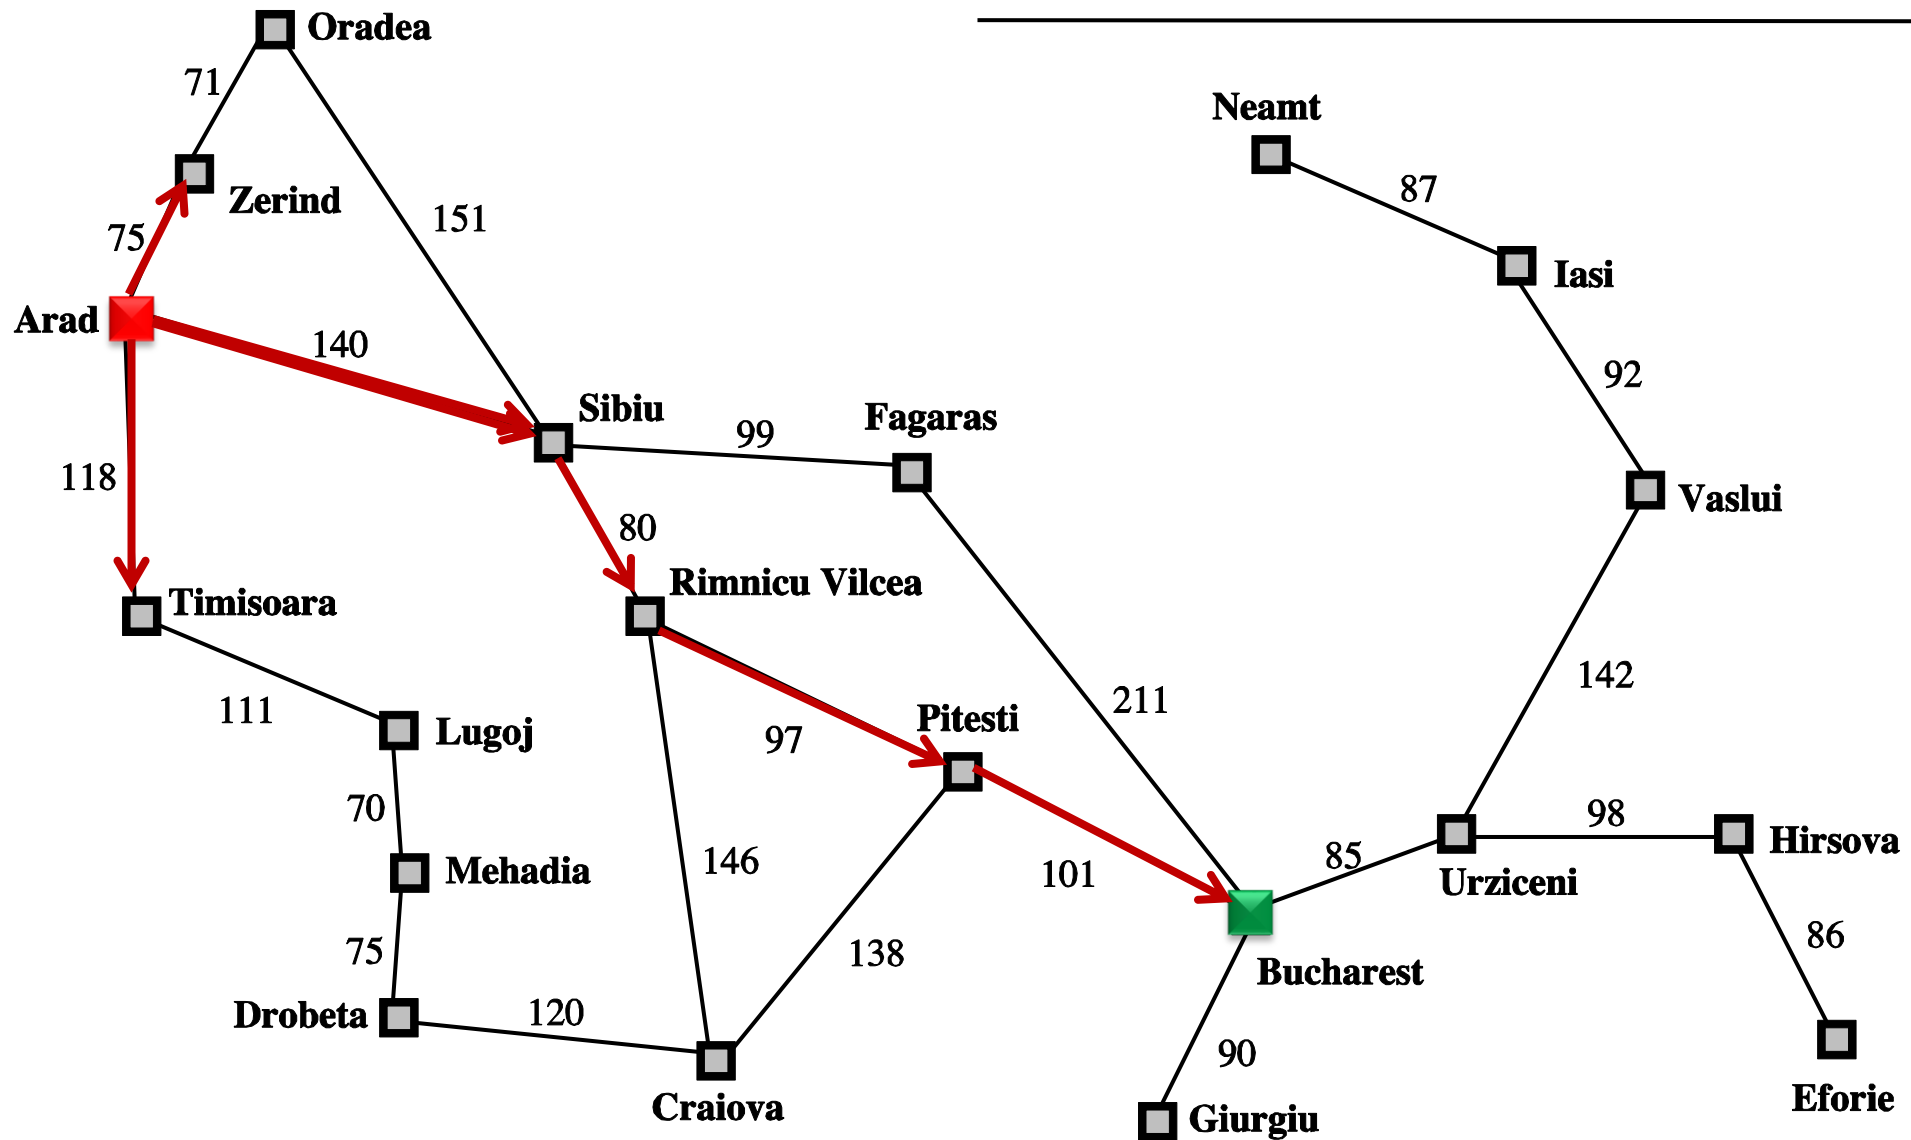 Oradea
71
Neamt
87
Zerind
151
75
Iasi
Arad
140
92
Sibiu
Fagaras
99
118
Vaslui
80
Rimnicu Vilcea
Timisoara
142
211
111
97
Pitesti
Lugoj
70
98
Hirsova
146
85
Mehadia
101
Urziceni
75
138
86
Bucharest
Drobeta
120
90
Craiova
Giurgiu
Eforie